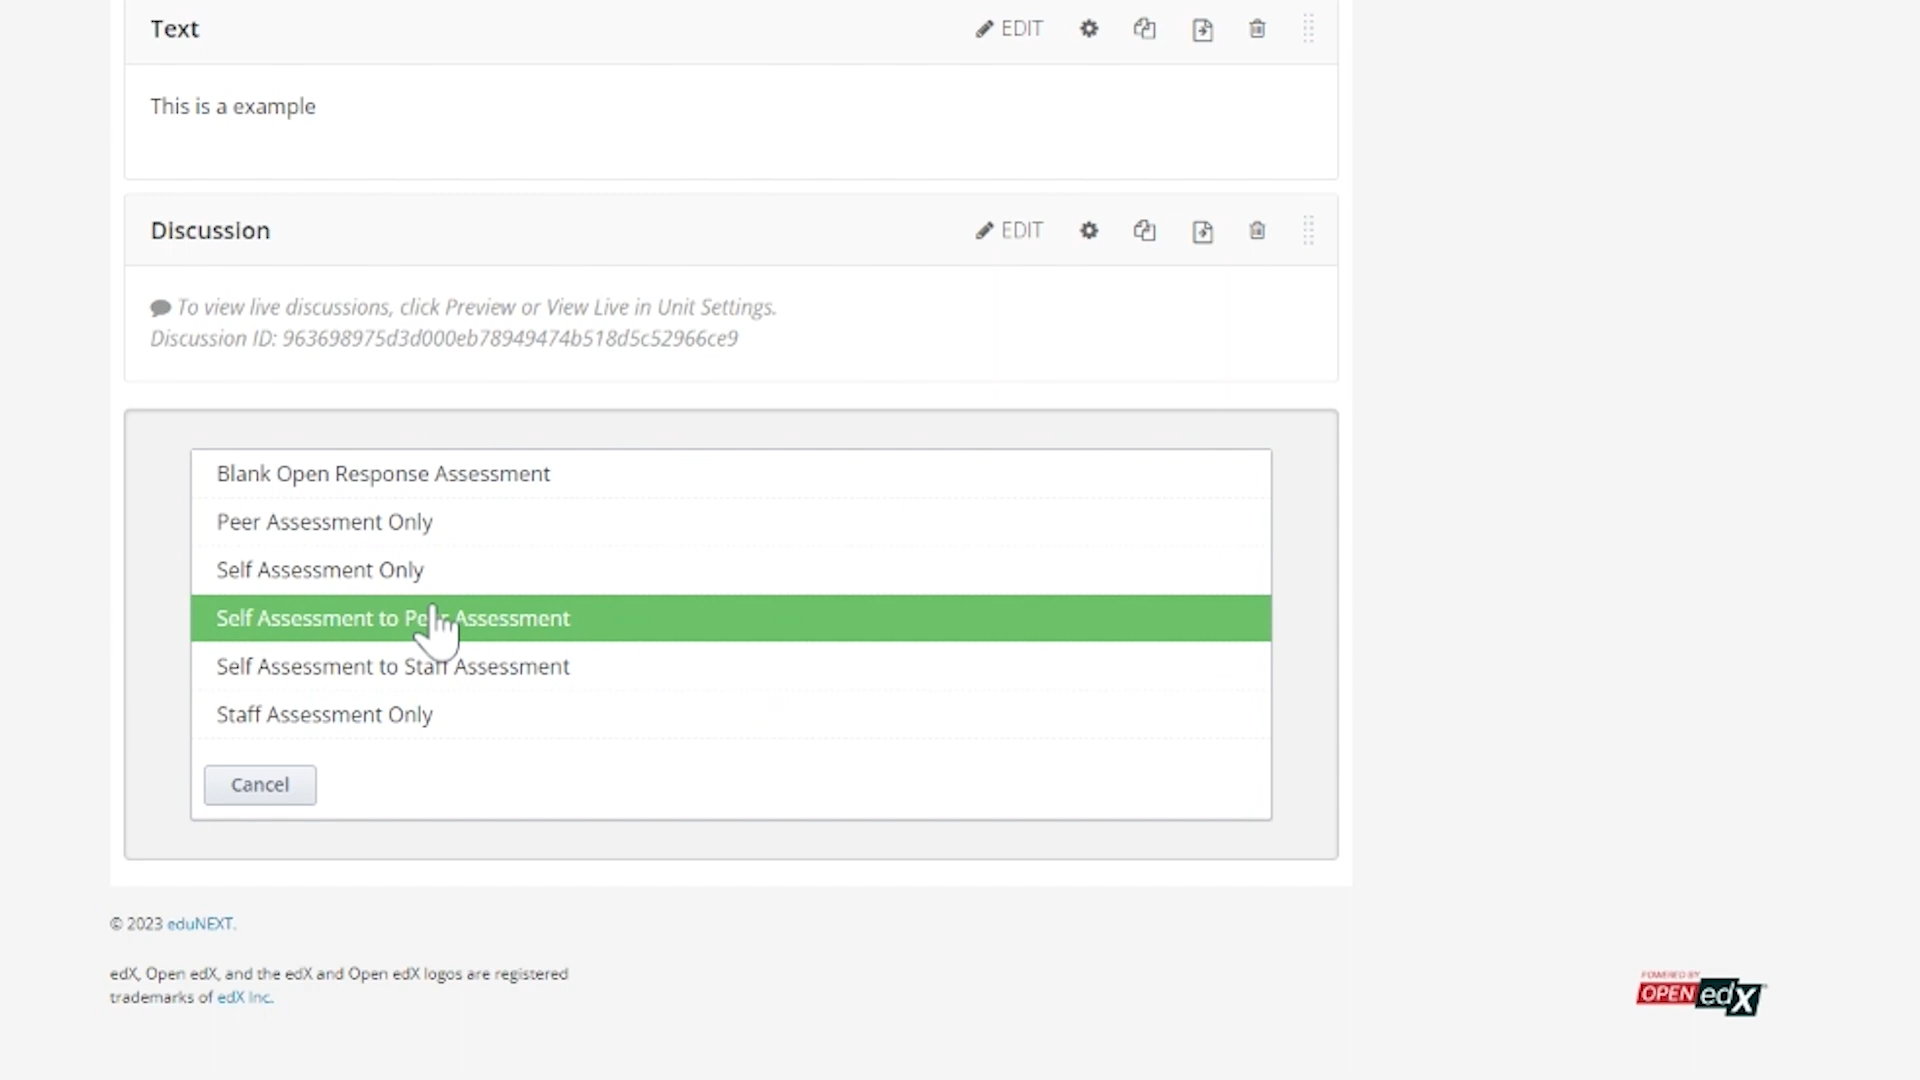 Text
EDIT
This is a example
Discussion
EDIT
To view live discussions, click Preview or View Live in Unit Settings.
Discussion ID: 963698975d3d000eb78949474b518d5c52966ce9
Blank Open Response Assessment
Peer Assessment Only
Self Assessment Only
Self Assessment to Peer Assessment
Self Assessment to Staff Assessment
Staff Assessment Only
Cancel
© 2023 eduNEXT.
edX, Open edX, and the edX and Open edX logos are registered
trademarks of edX Inc.
POWERED BY
OPEN edX